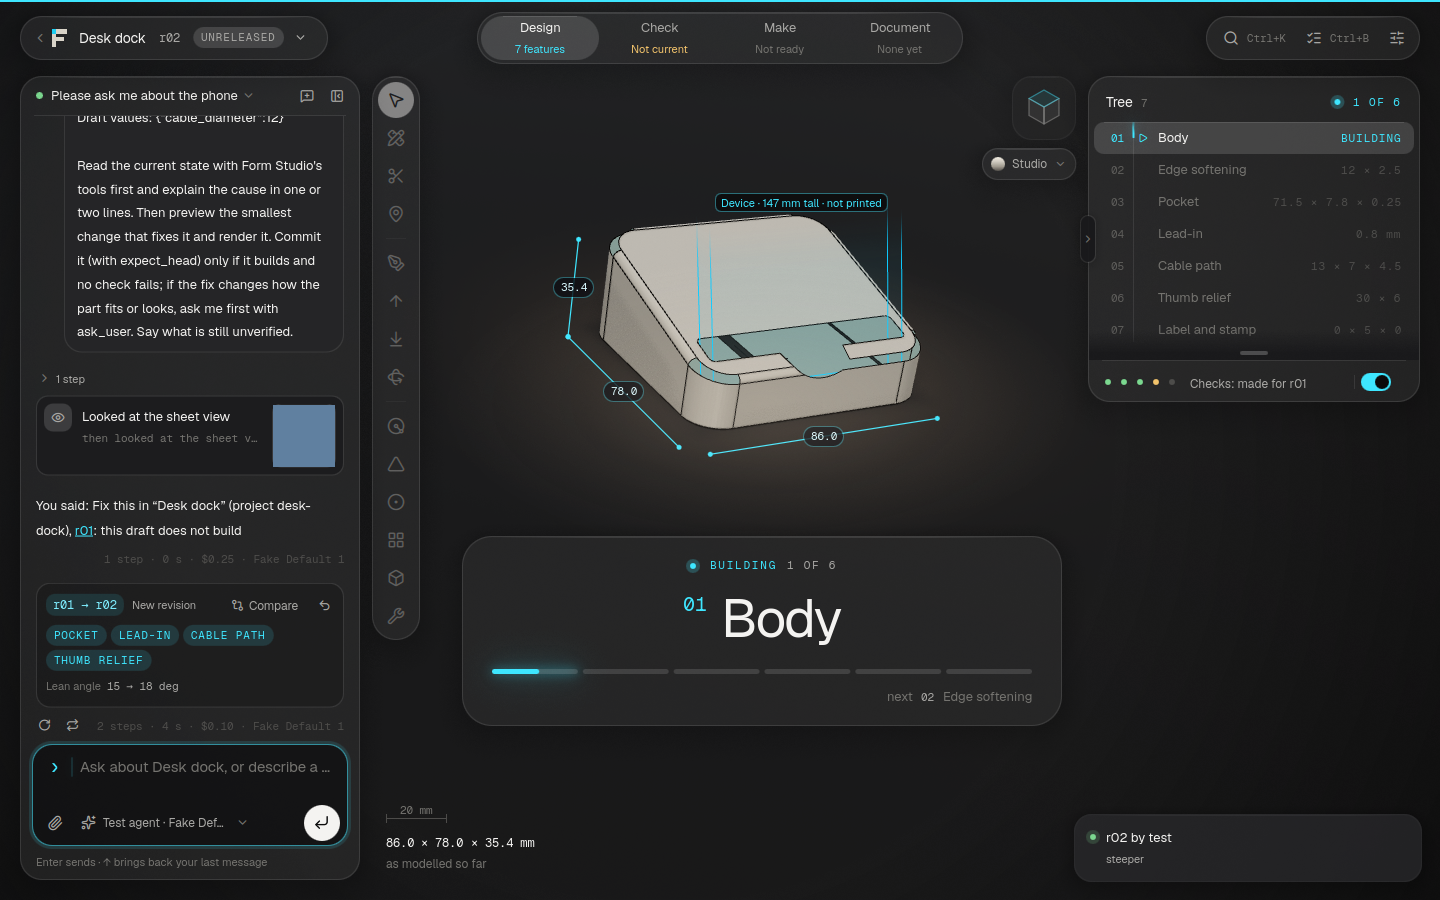 Desk dock r02 UNRELEASED
Design
7 features
Check
Not current
Make
Not ready
Document
None yet
Ctrl+K
Ctrl+B
Please ask me about the phone
Draft values: {"cable_diameter":12}
Read the current state with Form Studio's
tools first and explain the cause in one or
two lines. Then preview the smallest
change that fixes it and render it. Commit
it (with expect_head) only if it builds and
no check fails; if the fix changes how the
part fits or looks, ask me first with
ask_user. Say what is still unverified.
1 step
Looked at the sheet view
then looked at the sheet v…
You said: Fix this in “Desk dock” (project desk-
dock), r01: this draft does not build
1 step · 0 s · $0.25 · Fake Default 1
r01 → r02 New revision Compare
POCKET LEAD-IN CABLE PATH
THUMB RELIEF
Lean angle 15 → 18 deg
2 steps · 4 s · $0.10 · Fake Default 1
Ask about Desk dock, or describe a …
Test agent · Fake Def…
Enter sends · ↑ brings back your last message
Studio
Device · 147 mm tall · not printed
35.4
78.0
86.0
BUILDING 1 OF 6
01 Body
next 02 Edge softening
20 mm
86.0 × 78.0 × 35.4 mm
as modelled so far
Tree 7 1 OF 6
01 Body BUILDING
02 Edge softening 12 × 2.5
03 Pocket 71.5 × 7.8 × 0.25
04 Lead-in 0.8 mm
05 Cable path 13 × 7 × 4.5
06 Thumb relief 30 × 6
07 Label and stamp 0 × 5 × 0
Checks: made for r01
r02 by test
steeper